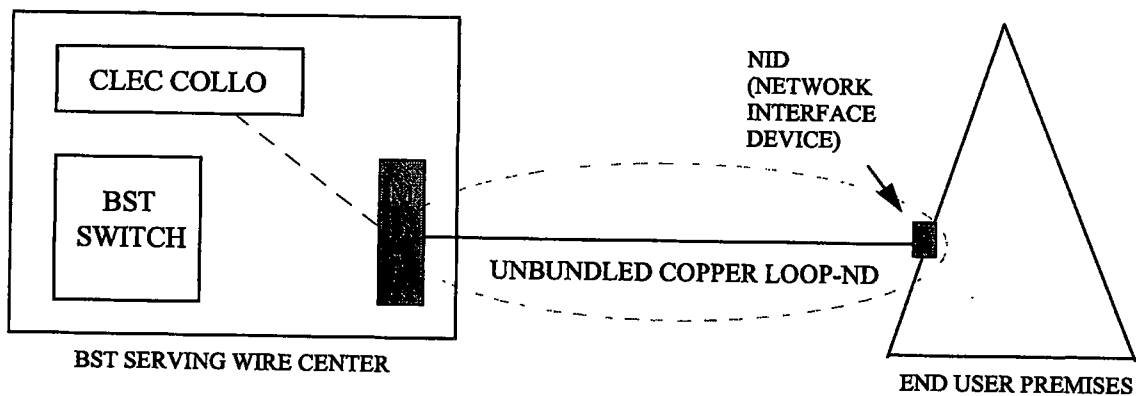 CLEC COLLO
BST
SWITCH
NID
(NETWORK
INTERFACE
DEVICE)
UNBUNDLED COPPER LOOP-ND
BST SERVING WIRE CENTER
END USER PREMISES